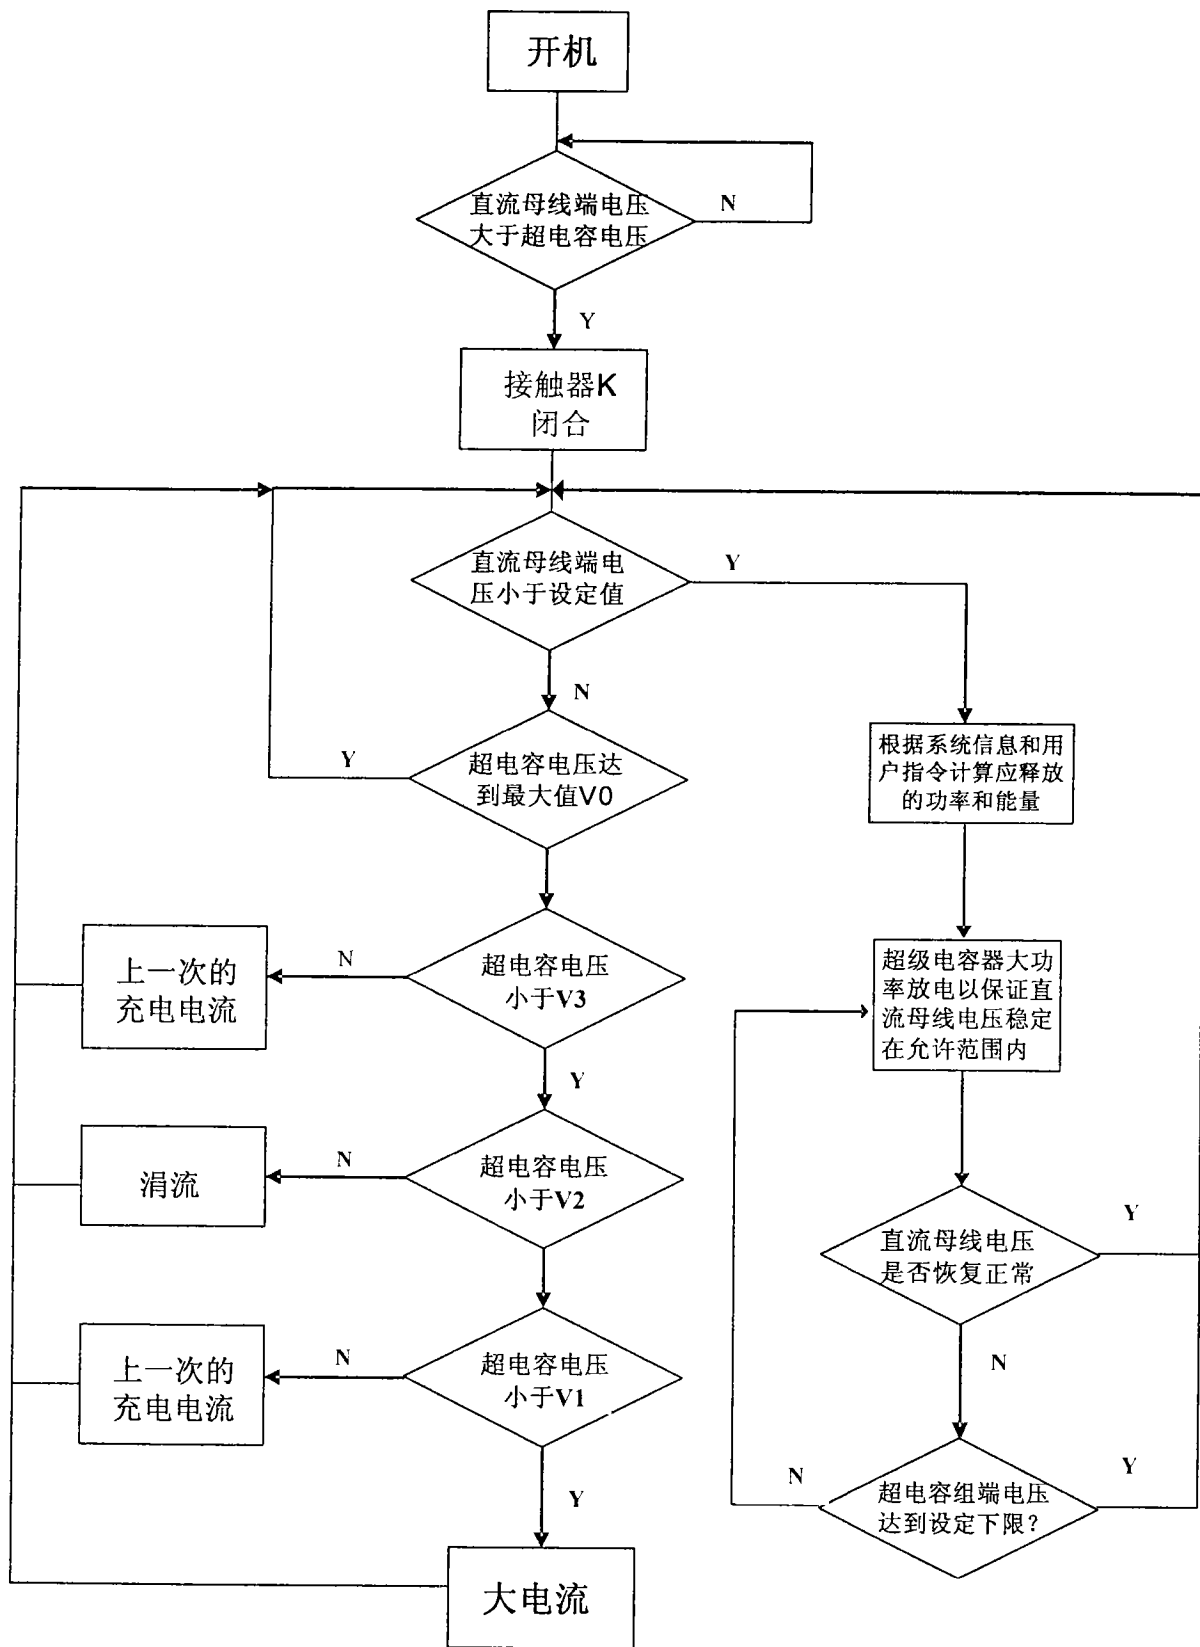 开机
直流母线端电压
大于超电容电压
N
Y
接触器K
闭合
直流母线端电
压小于设定值
Y
N
超电容电压达
到最大值V0
Y
根据系统信息和用
户指令计算应释放
的功率和能量
超电容电压
小于V3
N
上一次的
充电电流
Y
超级电容器大功
率放电以保证直
流母线电压稳定
在允许范围内
超电容电压
小于V2
N
涓流
直流母线电压
是否恢复正常
Y
N
超电容电压
小于V1
N
上一次的
充电电流
Y
超电容组端电压
达到设定下限？
N
Y
大电流